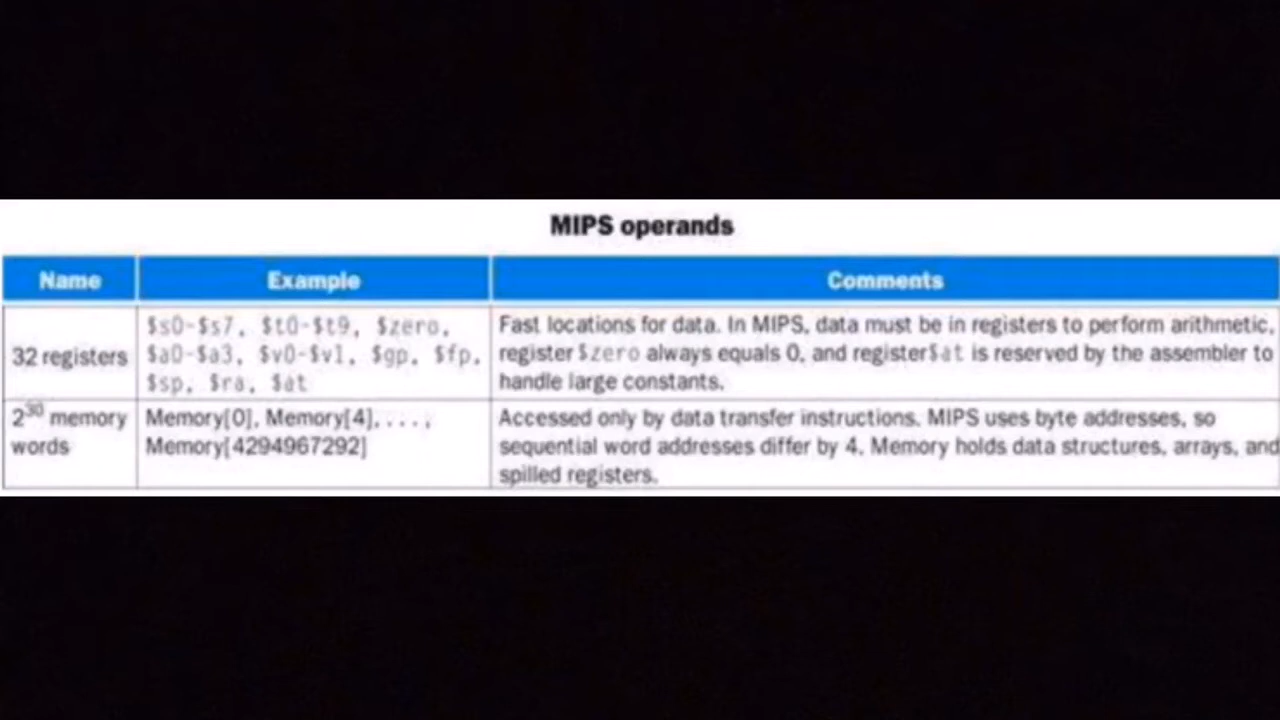 MIPS operands
Name Example Comments
32 registers
$s0-$s7, $t0-$t9, $zero,
$a0-$a3, $v0-$v1, $gp, $fp,
$sp, $ra, $at
Fast locations for data. In MIPS, data must be in registers to perform arithmetic,
register $zero always equals 0, and register $at is reserved by the assembler to
handle large constants.
2³⁰ memory
words
Memory[0], Memory[4], . . . ,
Memory[4294967292]
Accessed only by data transfer instructions. MIPS uses byte addresses, so
sequential word addresses differ by 4. Memory holds data structures, arrays, and
spilled registers.